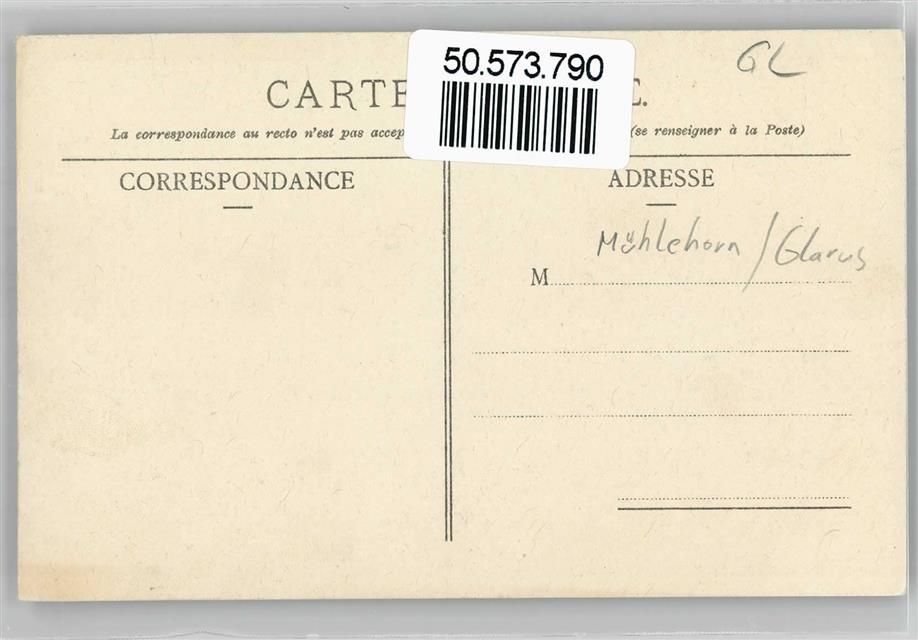 50.573.790
GL
CARTE E.
La correspondance au recto n'est pas accep (se renseigner à la Poste)
CORRESPONDANCE
ADRESSE
Mühlehorn / Glarus
M